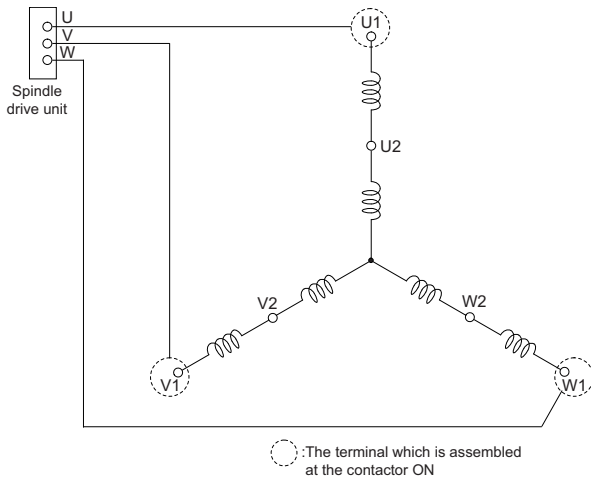 U
V
W
Spindle
drive unit
U1
U2
V2
W2
V1
W1
:The terminal which is assembled
at the contactor ON